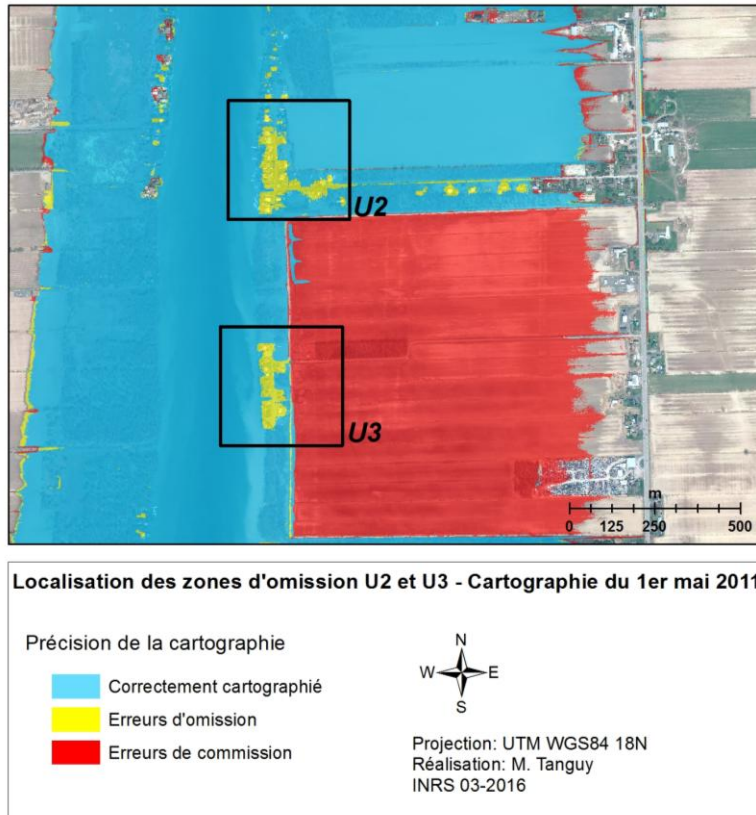 U2
U3
m
0 125 250 500
Localisation des zones d'omission U2 et U3 - Cartographie du 1er mai 2011
Précision de la cartographie
Correctement cartographié
Erreurs d'omission
Erreurs de commission
N
W E
S
Projection: UTM WGS84 18N
Réalisation: M. Tanguy
INRS 03-2016